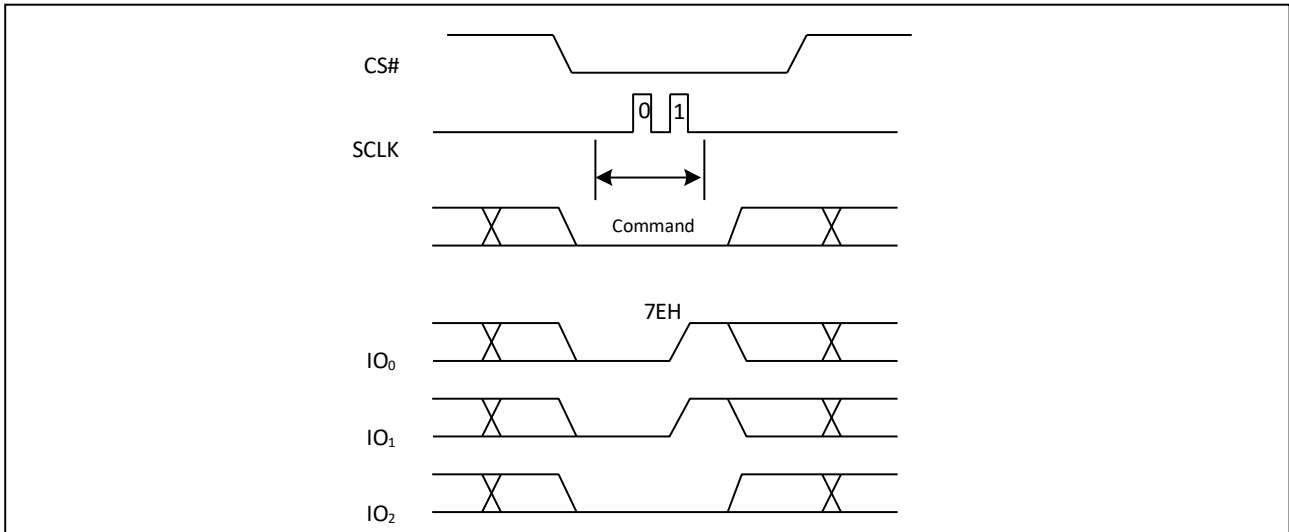 CS#
0 1
SCLK
Command
7EH
IO0
IO1
IO2